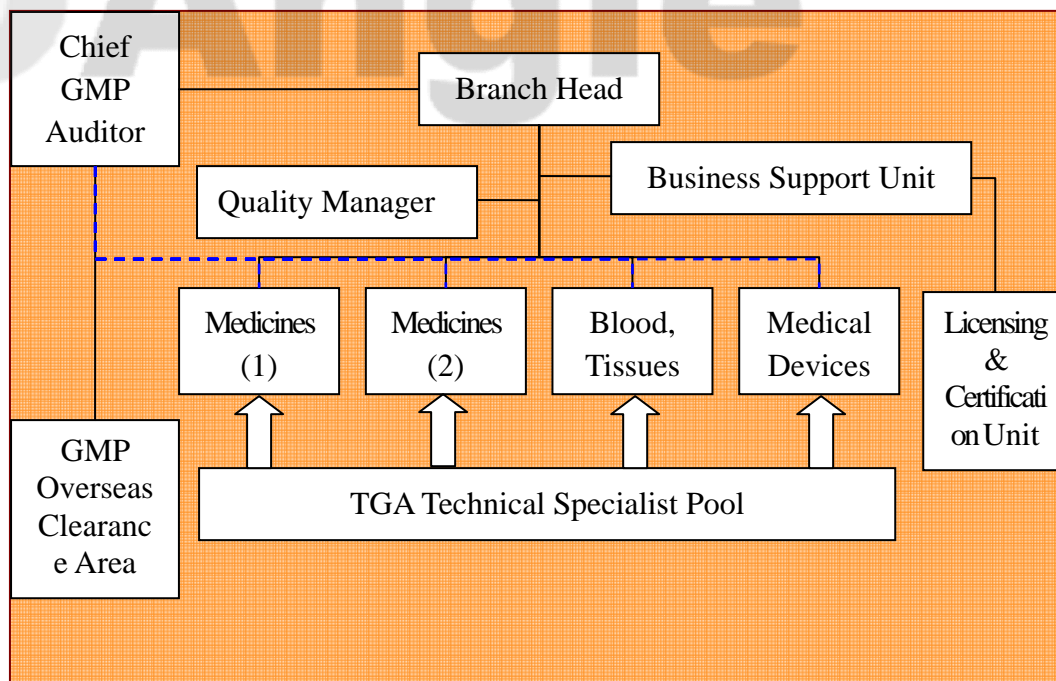 Chief
GMP
Auditor
Branch Head
Business Support Unit
Quality Manager
Medicines
(1)
Medicines
(2)
Blood,
Tissues
Medical
Devices
Licensing
&
Certificati
on Unit
GMP
Overseas
Clearanc
e Area
TGA Technical Specialist Pool